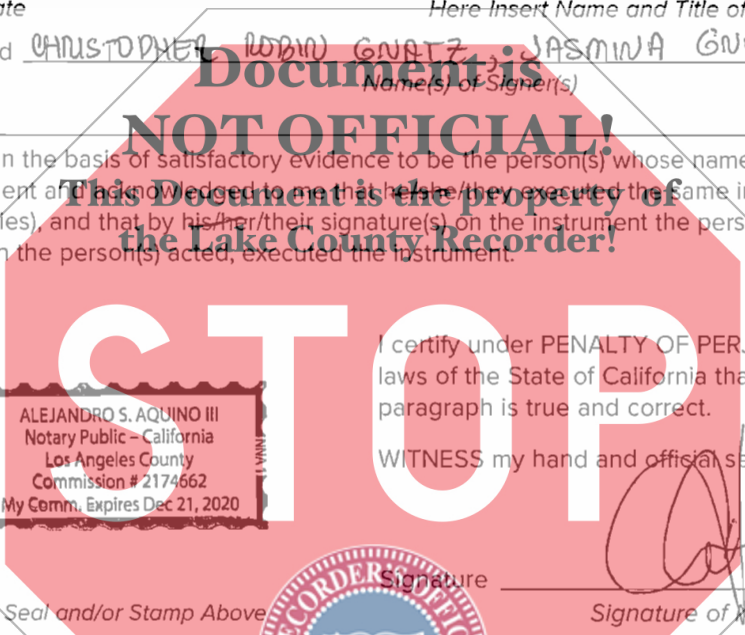 ate
Here Insert Name and Title of
d CHRISTOPHER ROBIN GNATZ, JASMINA
Document is
Name(s) of Signer(s)
NOT OFFICIAL!
n the basis of satisfactory evidence to be the person(s) whose name
This Document is the property of
ent and acknowledged to me that he/she/they executed the same in
les), and that by his/her/their signature(s) on the instrument the pers
the Lake County Recorder!
the person(s) acted, executed the instrument.
STOP
I certify under PENALTY OF PERJ
laws of the State of California tha
paragraph is true and correct.
WITNESS my hand and official se
ALEJANDRO S. AQUINO III
Notary Public – California
Los Angeles County
Commission # 2174662
My Comm. Expires Dec 21, 2020
Signature
RECORDER'S OFFIC
Seal and/or Stamp Above
Signature of